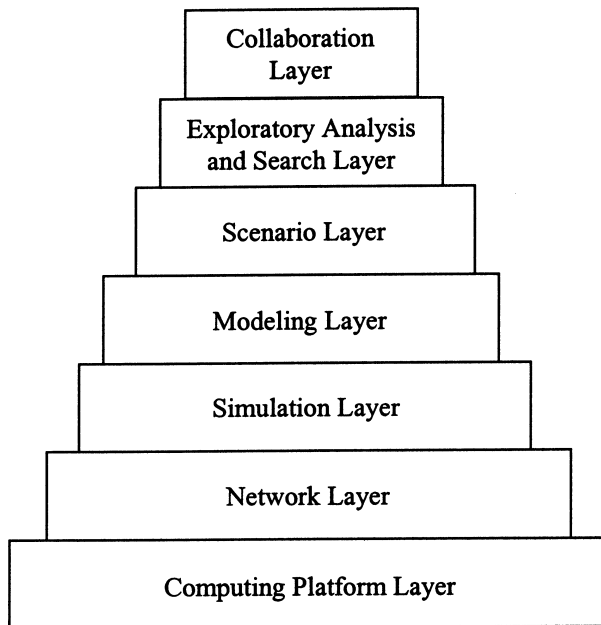 Collaboration
Layer
Exploratory Analysis
and Search Layer
Scenario Layer
Modeling Layer
Simulation Layer
Network Layer
Computing Platform Layer